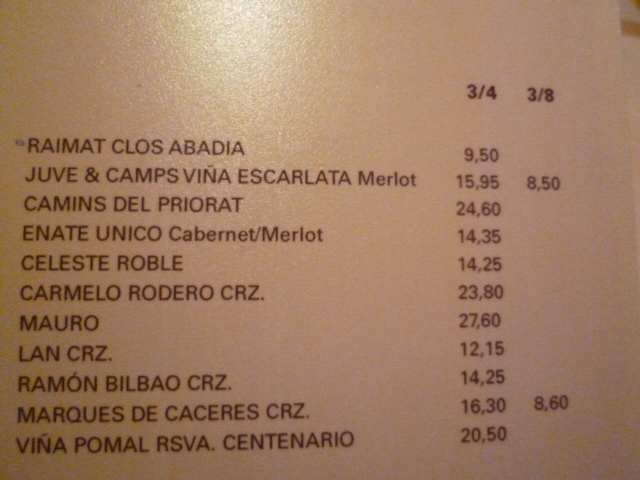 3/4 3/8
RAIMAT CLOS ABADIA 9,50
JUVE & CAMPS VIÑA ESCARLATA Merlot 15,95 8,50
CAMINS DEL PRIORAT 24,60
ENATE UNICO Cabernet/Merlot 14,35
CELESTE ROBLE 14,25
CARMELO RODERO CRZ. 23,80
MAURO 27,60
LAN CRZ. 12,15
RAMÓN BILBAO CRZ. 14,25
MARQUES DE CACERES CRZ. 16,30 8,60
VIÑA POMAL RSVA. CENTENARIO 20,50